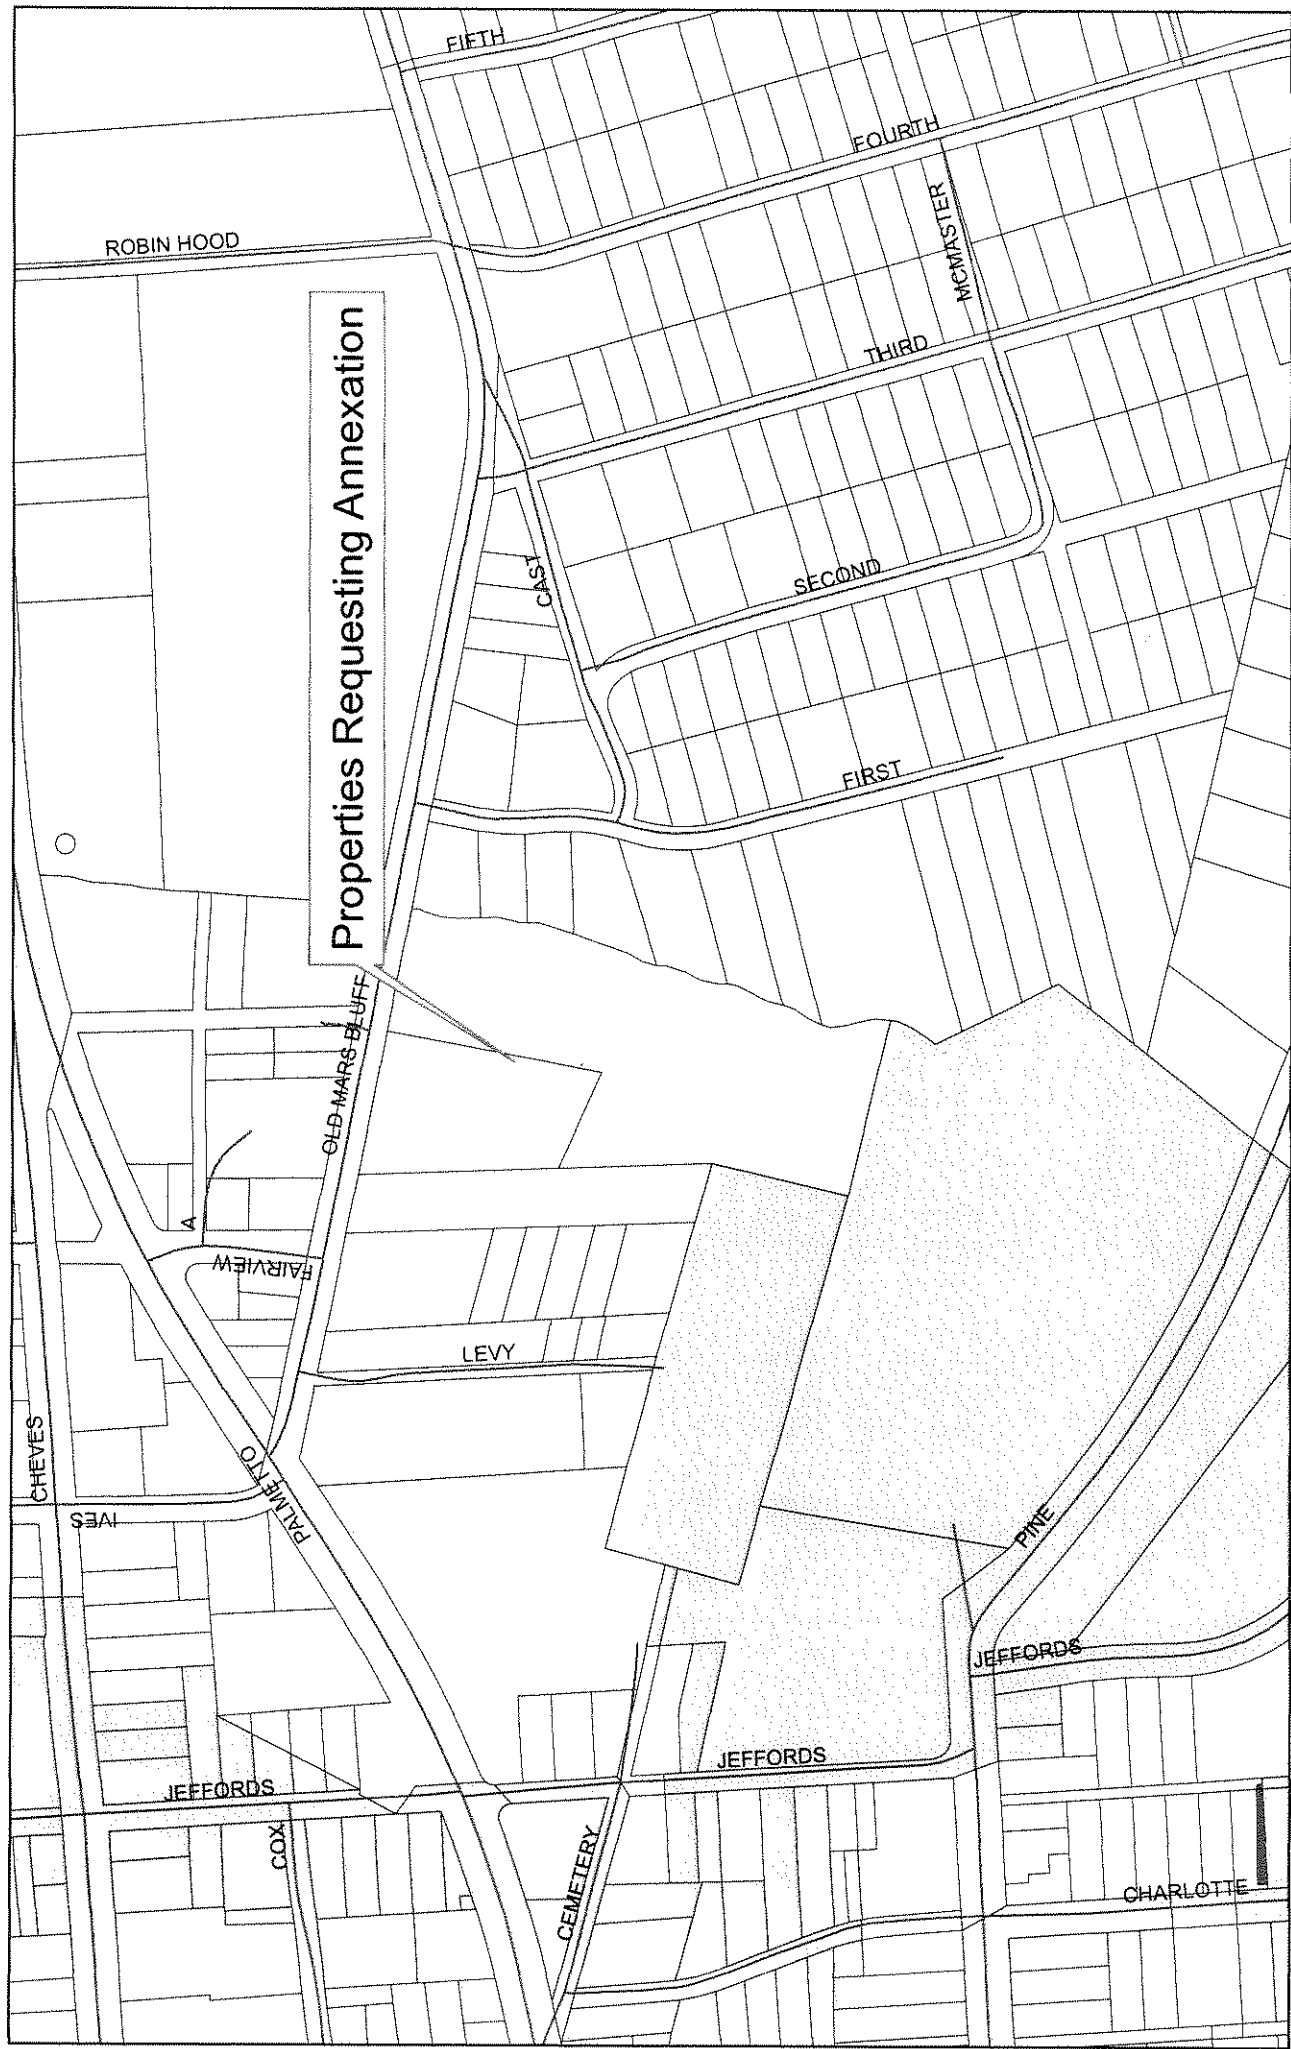 FIFTH
FOURTH
ROBIN HOOD
MCMASTER
THIRD
Properties Requesting Annexation
CAST
SECOND
FIRST
OLD MARS BLUFF
A
FAIRVIEW
LEVY
CHEVES
IVES
PALMETTO
PINE
JEFFORDS
JEFFORDS
JEFFORDS
COX
CEMETERY
CHARLOTTE